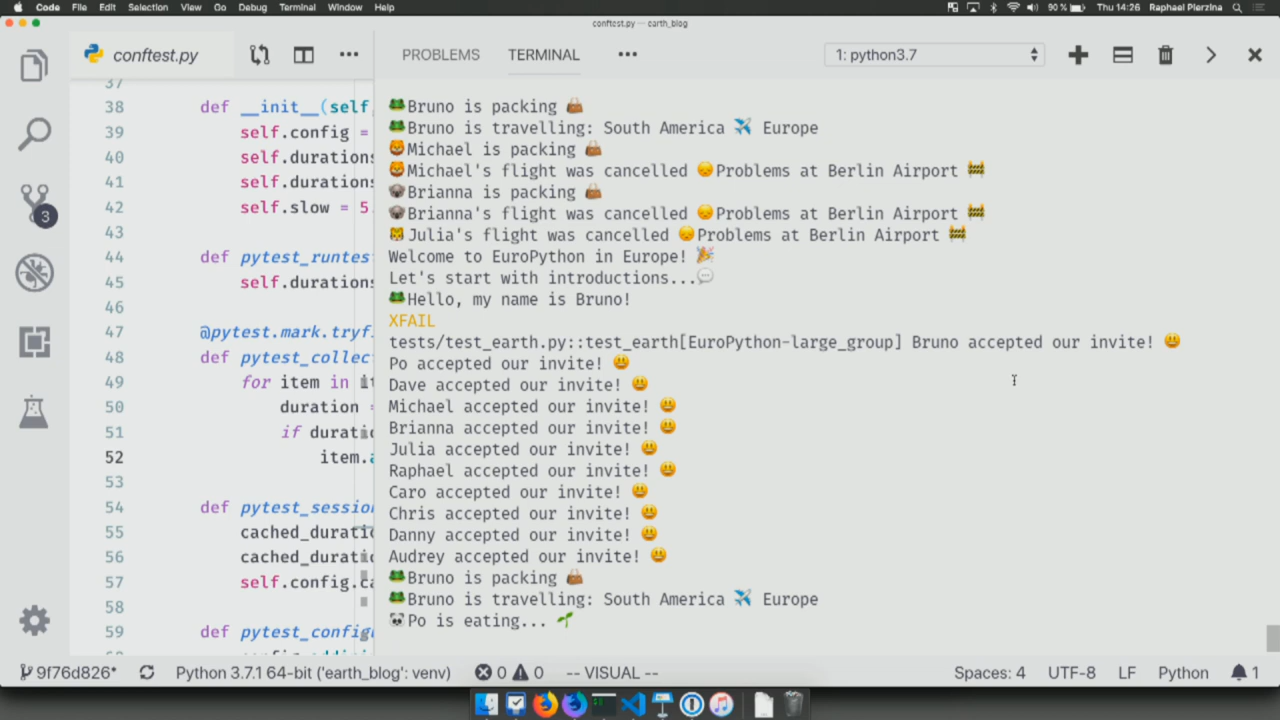 Code File Edit Selection View Go Debug Terminal Window Help 90 % Thu 14:26 Raphael Pierzina
conftest.py — earth_blog
conftest.py
PROBLEMS TERMINAL 1: python3.7
37
38 def __init__(self,
39 self.config =
40 self.durations
41 self.durations
42 self.slow = 5.
43
44 def pytest_runtes
45 self.durations
46
47 @pytest.mark.tryfi
48 def pytest_collec
49 for item in it
50 duration =
51 if duratio
52 item.a
53
54 def pytest_session
55 cached_duratio
56 cached_duratio
57 self.config.ca
58
59 def pytest_configu
🐸Bruno is packing 👜
🐸Bruno is travelling: South America ✈️ Europe
🦁Michael is packing 👜
🦁Michael's flight was cancelled 😞Problems at Berlin Airport 🚧
🐨Brianna is packing 👜
🐨Brianna's flight was cancelled 😞Problems at Berlin Airport 🚧
🐯Julia's flight was cancelled 😞Problems at Berlin Airport 🚧
Welcome to EuroPython in Europe! 🎉
Let's start with introductions...💬
🐸Hello, my name is Bruno!
XFAIL
tests/test_earth.py::test_earth[EuroPython-large_group] Bruno accepted our invite! 😃
Po accepted our invite! 😃
Dave accepted our invite! 😃
Michael accepted our invite! 😃
Brianna accepted our invite! 😃
Julia accepted our invite! 😃
Raphael accepted our invite! 😃
Caro accepted our invite! 😃
Chris accepted our invite! 😃
Danny accepted our invite! 😃
Audrey accepted our invite! 😃
🐸Bruno is packing 👜
🐸Bruno is travelling: South America ✈️ Europe
🐼Po is eating... 🌱
3
9f76d826* Python 3.7.1 64-bit ('earth_blog': venv) 0 0 -- VISUAL -- Spaces: 4 UTF-8 LF Python 1